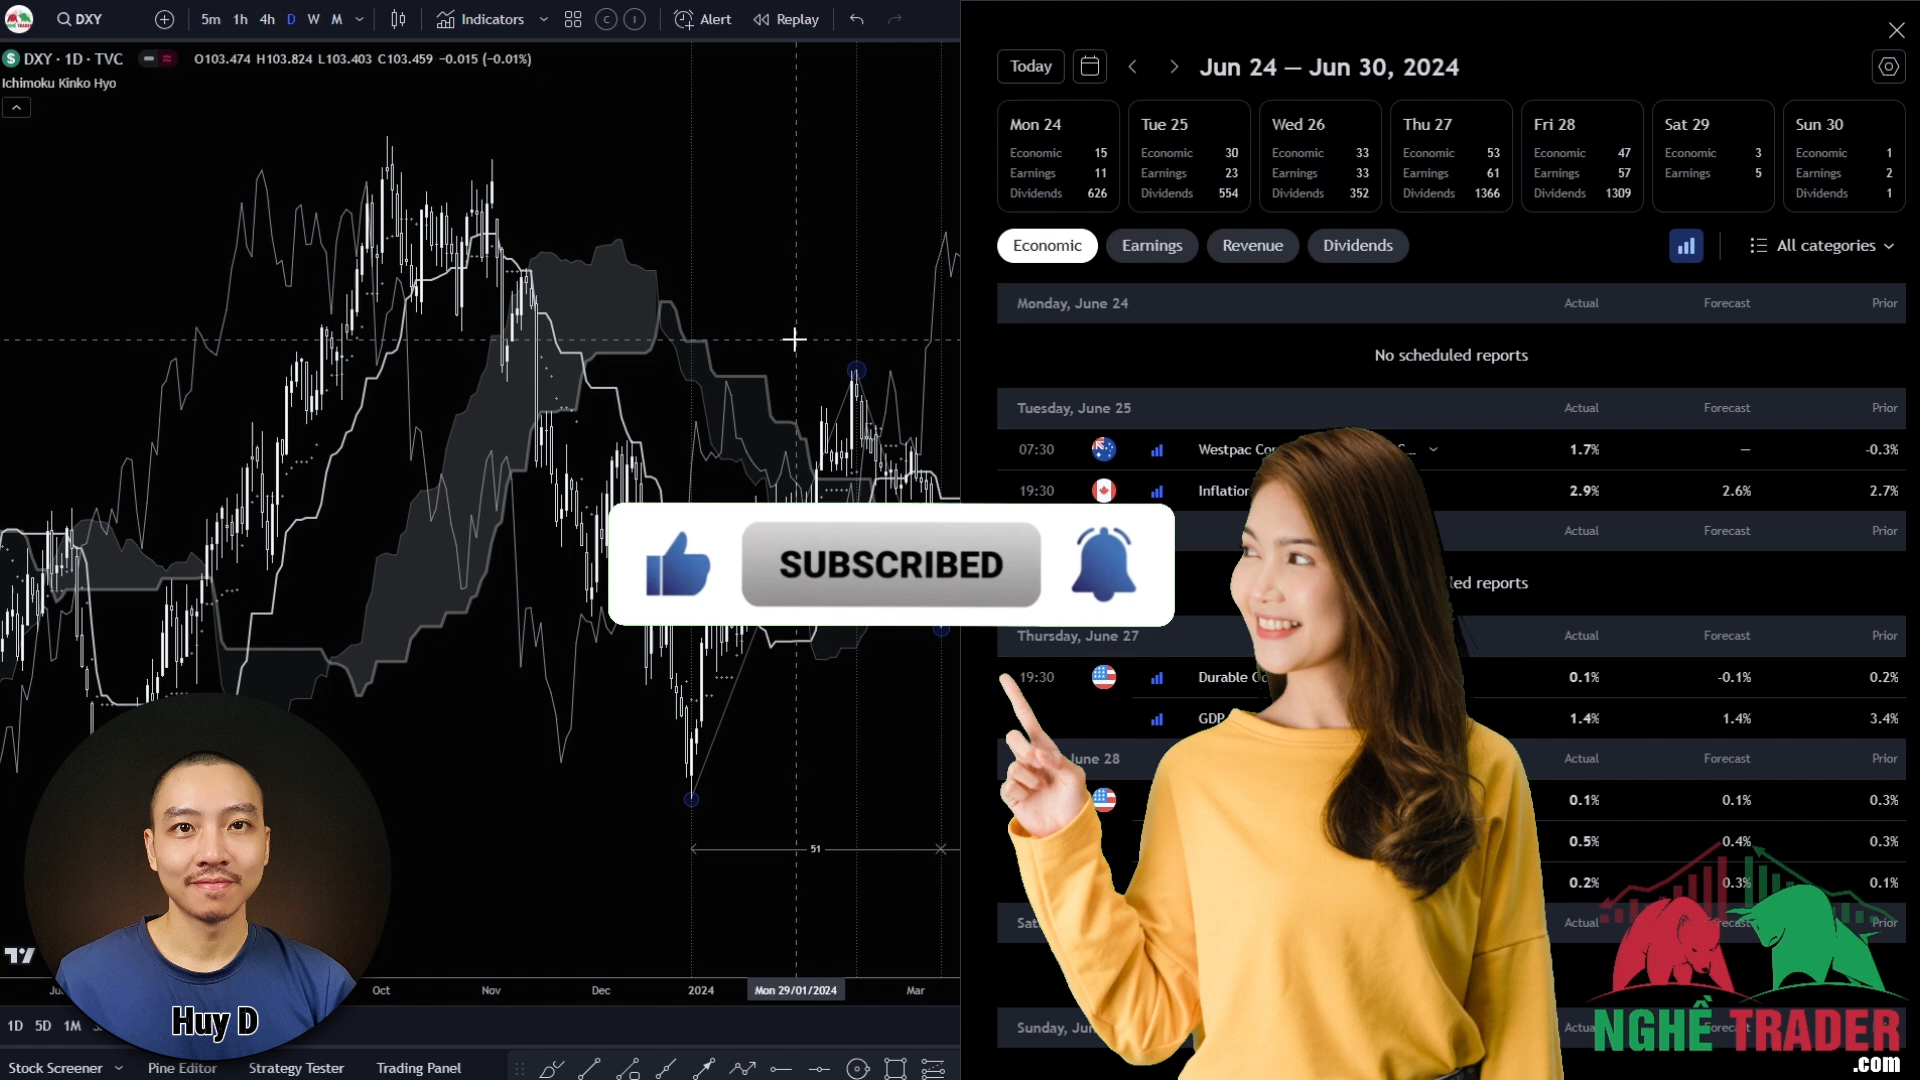 DXY
5m 1h 4h D W M
Indicators
Alert
Replay
DXY · 1D · TVC
O103.474 H103.824 L103.403 C103.459 −0.015 (−0.01%)
Ichimoku Kinko Hyo
51
Oct Nov Dec 2024 Mon 29/01/2024 Mar
1D 5D 1M
Huy D
Stock Screener
Pine Editor
Strategy Tester
Trading Panel
SUBSCRIBED
Today
Jun 24 — Jun 30, 2024
Mon 24 Tue 25 Wed 26 Thu 27 Fri 28 Sat 29 Sun 30
Economic 15 Economic 30 Economic 33 Economic 53 Economic 47 Economic 3 Economic 1
Earnings 11 Earnings 23 Earnings 33 Earnings 61 Earnings 57 Earnings 5 Earnings 2
Dividends 626 Dividends 554 Dividends 352 Dividends 1366 Dividends 1309 Dividends 1
Economic Earnings Revenue Dividends
All categories
Monday, June 24 Actual Forecast Prior
No scheduled reports
Tuesday, June 25 Actual Forecast Prior
07:30 Westpac 1.7% — -0.3%
19:30 2.9% 2.6% 2.7%
Actual Forecast Prior
reports
Thursday, June 27 Actual Forecast Prior
19:30 Durable 0.1% -0.1% 0.2%
GDP 1.4% 1.4% 3.4%
June 28 Actual Forecast Prior
0.1% 0.1% 0.3%
0.5% 0.4% 0.3%
0.2% 0.3% 0.1%
Actual Prior
Sunday,
NGHỀ TRADER
.com